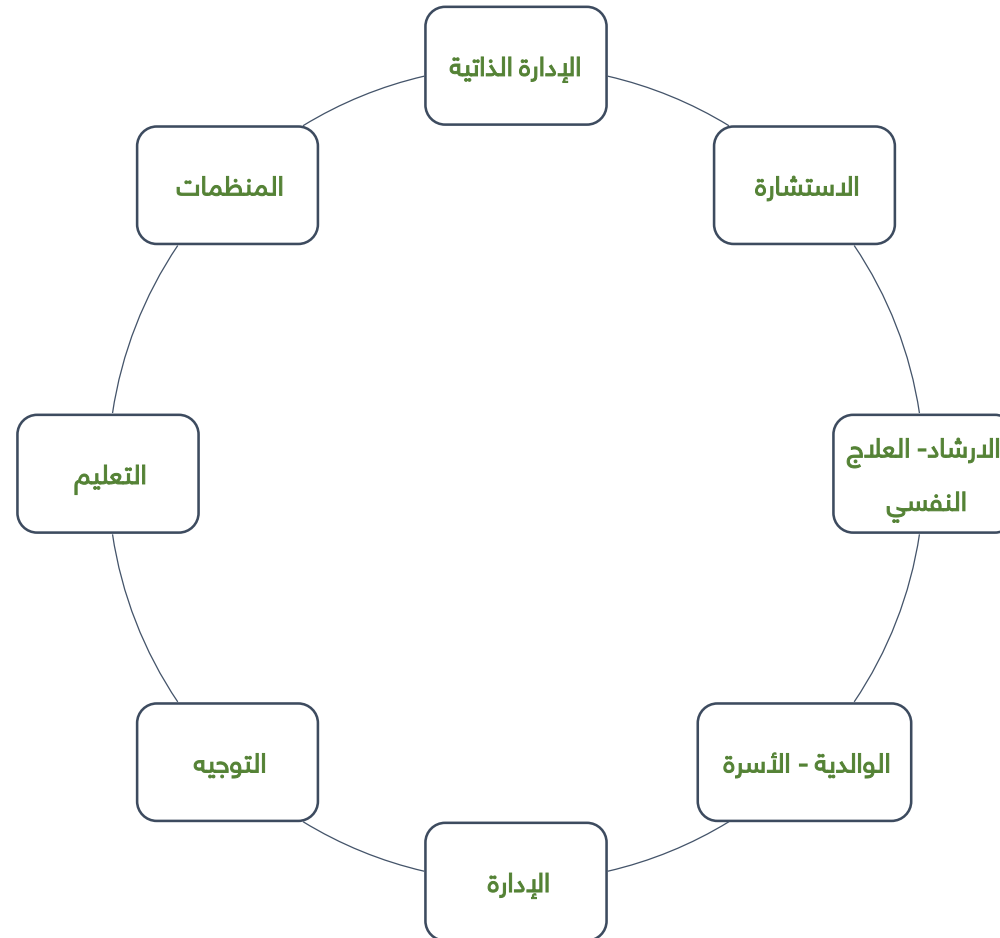 الإدارة الذاتية
الاستشارة
الارشاد- العلاج
النفسي
الوالدية - الأسرة
الإدارة
التوجيه
التعليم
المنظمات